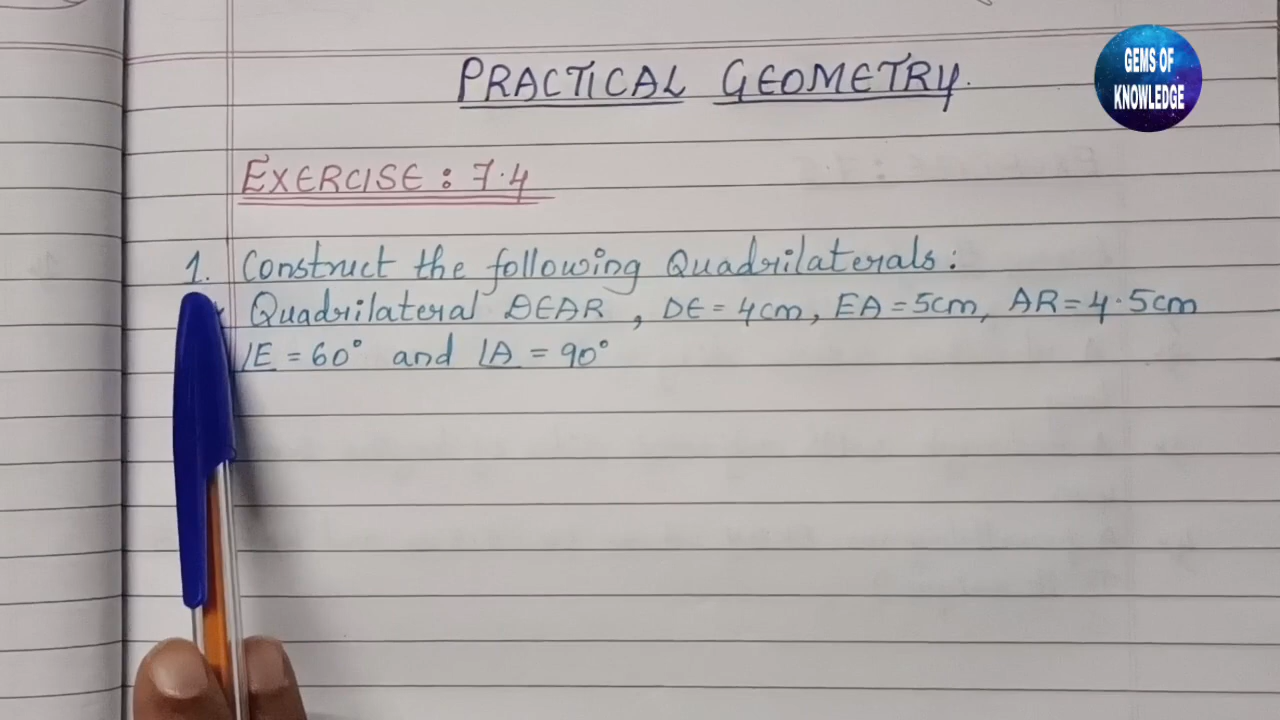 PRACTICAL GEOMETRY.
GEMS OF
KNOWLEDGE
EXERCISE : 7.4
1. Construct the following Quadrilaterals :
Quadrilateral DEAR , DE = 4cm, EA = 5cm, AR = 4.5cm
∠E = 60° and ∠A = 90°